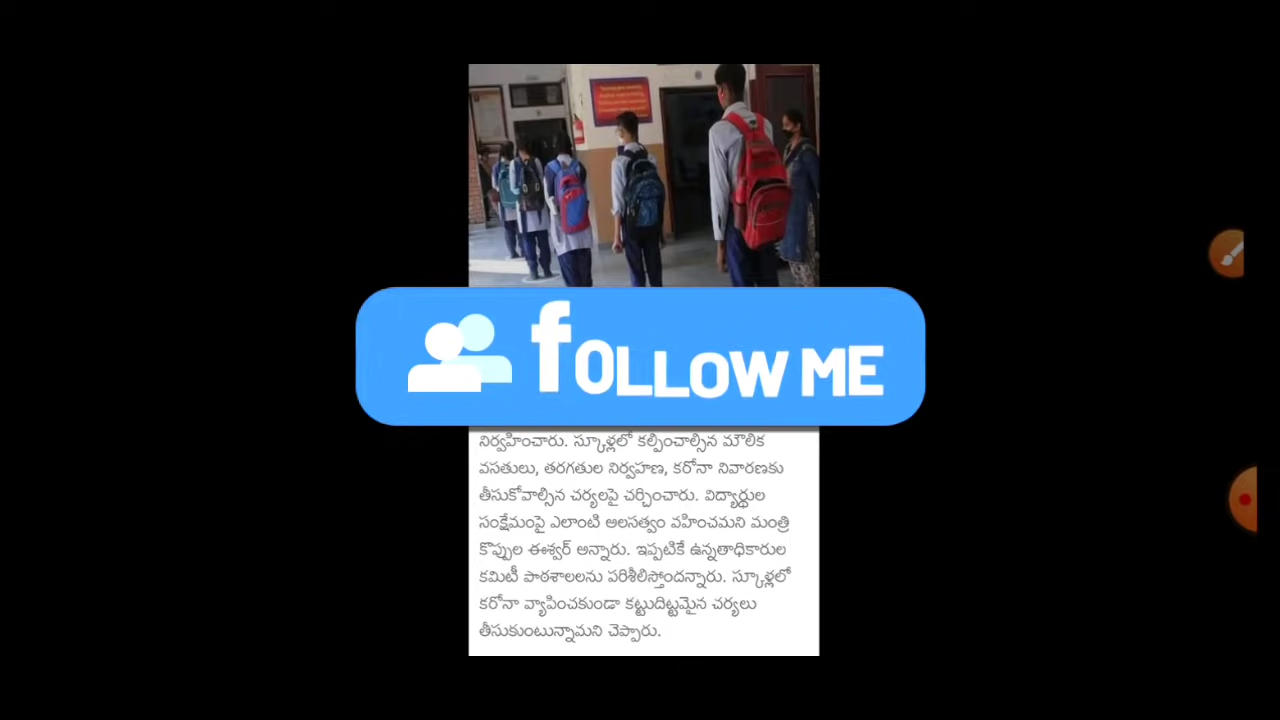 fOLLOW ME
నిర్వహించారు. స్కూళ్లలో కల్పించాల్సిన మౌలిక
వసతులు, తరగతుల నిర్వహణ, కరోనా నివారణకు
తీసుకోవాల్సిన చర్యలపై చర్చించారు. విద్యార్థుల
సంక్షేమంపై ఎలాంటి అలసత్వం వహించమని మంత్రి
కొప్పుల ఈశ్వర్ అన్నారు. ఇప్పటికే ఉన్నతాధికారుల
కమిటీ పాఠశాలలను పరిశీలిస్తోందన్నారు. స్కూళ్లలో
కరోనా వ్యాపించకుండా కట్టుదిట్టమైన చర్యలు
తీసుకుంటున్నామని చెప్పారు.